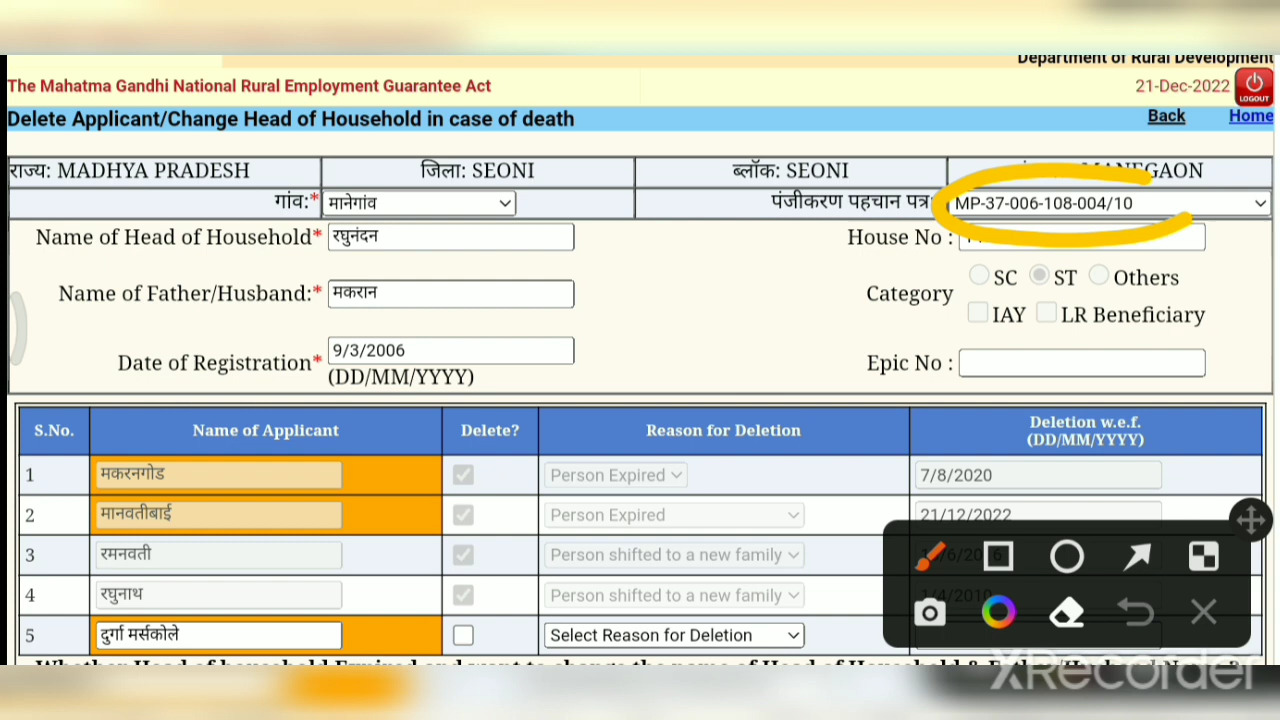 Department of Rural Development
The Mahatma Gandhi National Rural Employment Guarantee Act
21-Dec-2022
LOGOUT
Delete Applicant/Change Head of Household in case of death
Back Home
राज्य: MADHYA PRADESH जिला: SEONI ब्लॉक: SEONI MANEGAON
गांव:* मानेगांव पंजीकरण पहचान पत्र: MP-37-006-108-004/10
Name of Head of Household* रघुनंदन House No :
SC ST Others
Name of Father/Husband:* मकरान Category
IAY LR Beneficiary
Date of Registration* 9/3/2006 Epic No :
(DD/MM/YYYY)
S.No. Name of Applicant Delete? Reason for Deletion Deletion w.e.f.
(DD/MM/YYYY)
1 मकरनगोड Person Expired 7/8/2020
2 मानवतीबाई Person Expired 21/12/2022
3 रमनवती Person shifted to a new family
4 रघुनाथ Person shifted to a new family 1/4/2010
5 दुर्गा मर्सकोले Select Reason for Deletion
XRecorder